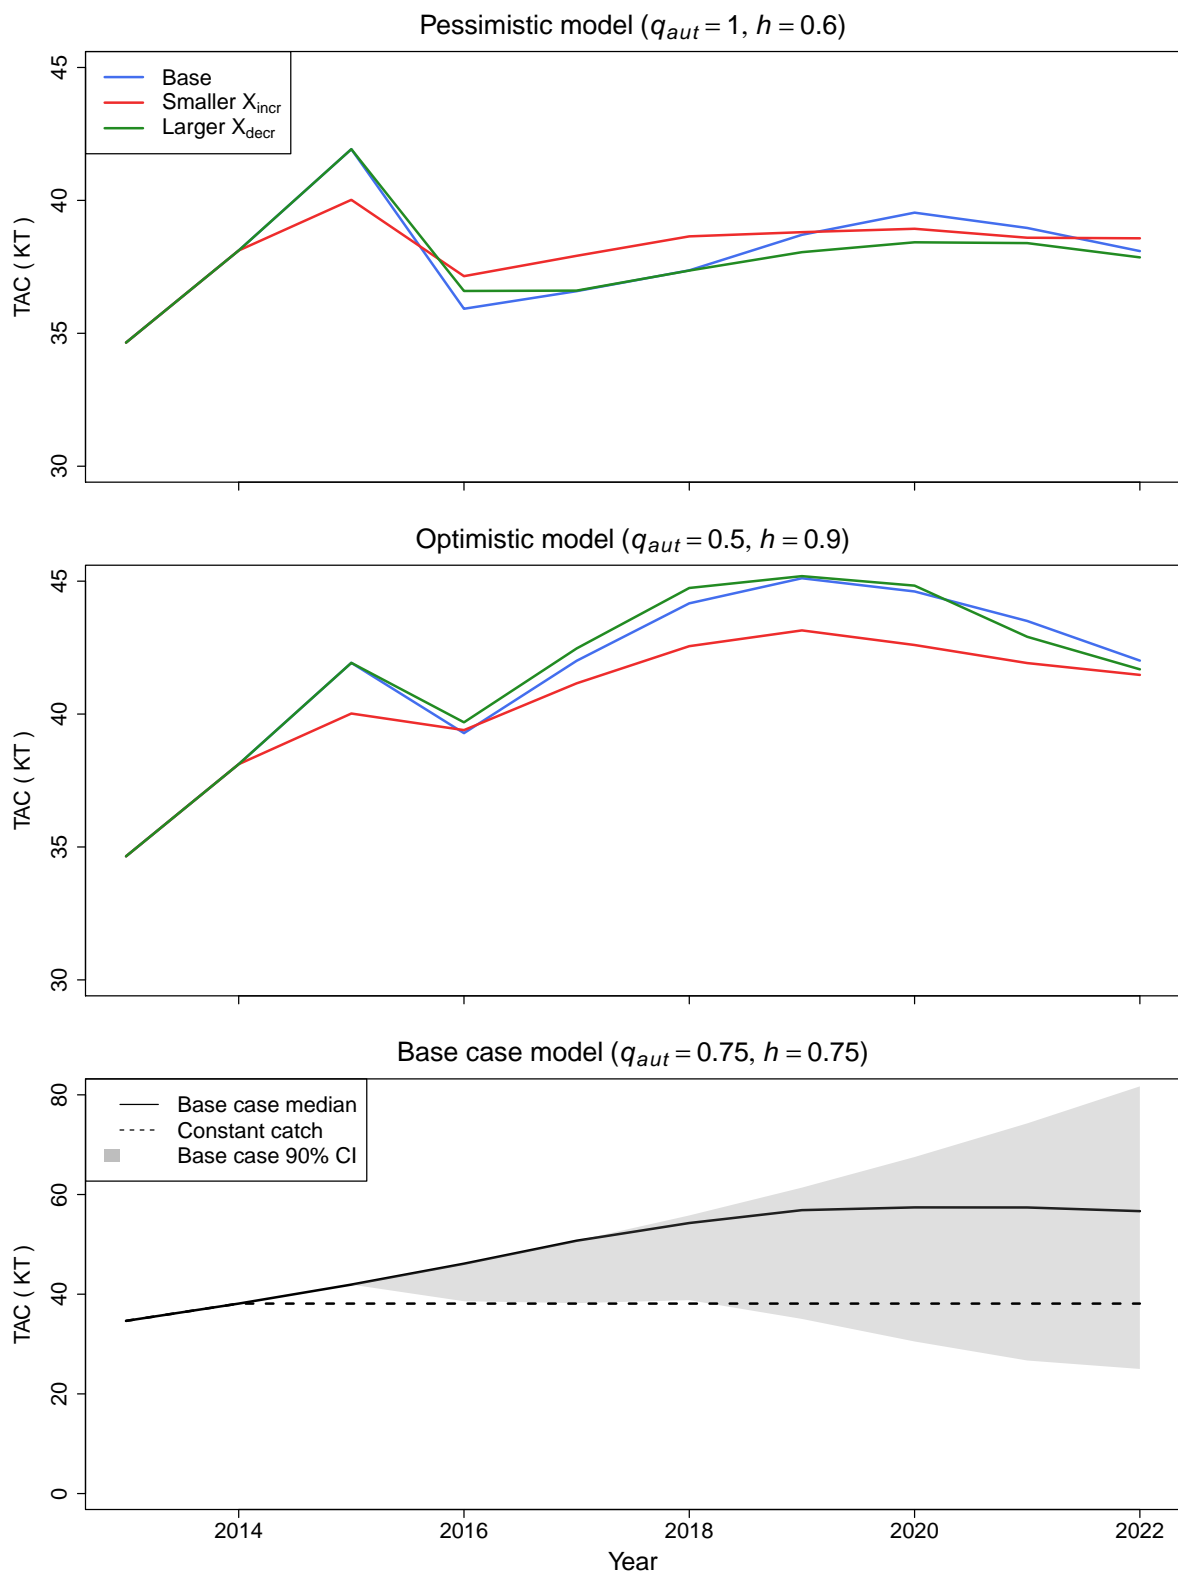 Pessimistic model (q_aut = 1, h = 0.6)
Base
Smaller X_incr
Larger X_decr
TAC ( KT )
45
40
35
30
Optimistic model (q_aut = 0.5, h = 0.9)
TAC ( KT )
45
40
35
30
Base case model (q_aut = 0.75, h = 0.75)
Base case median
Constant catch
Base case 90% CI
TAC ( KT )
80
60
40
20
0
2014 2016 2018 2020 2022
Year